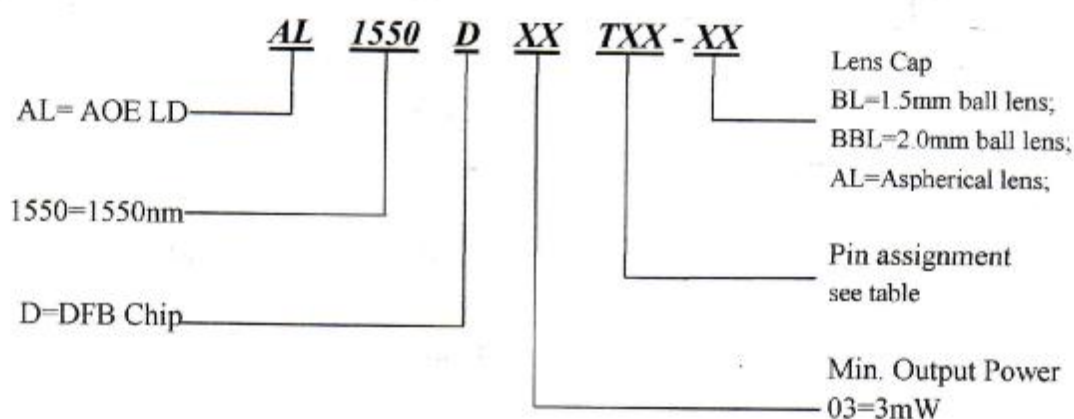 AL 1550 D XX TXX - XX
AL= AOE LD
1550=1550nm
D=DFB Chip
Lens Cap
BL=1.5mm ball lens;
BBL=2.0mm ball lens;
AL=Aspherical lens;
Pin assignment
see table
Min. Output Power
03=3mW